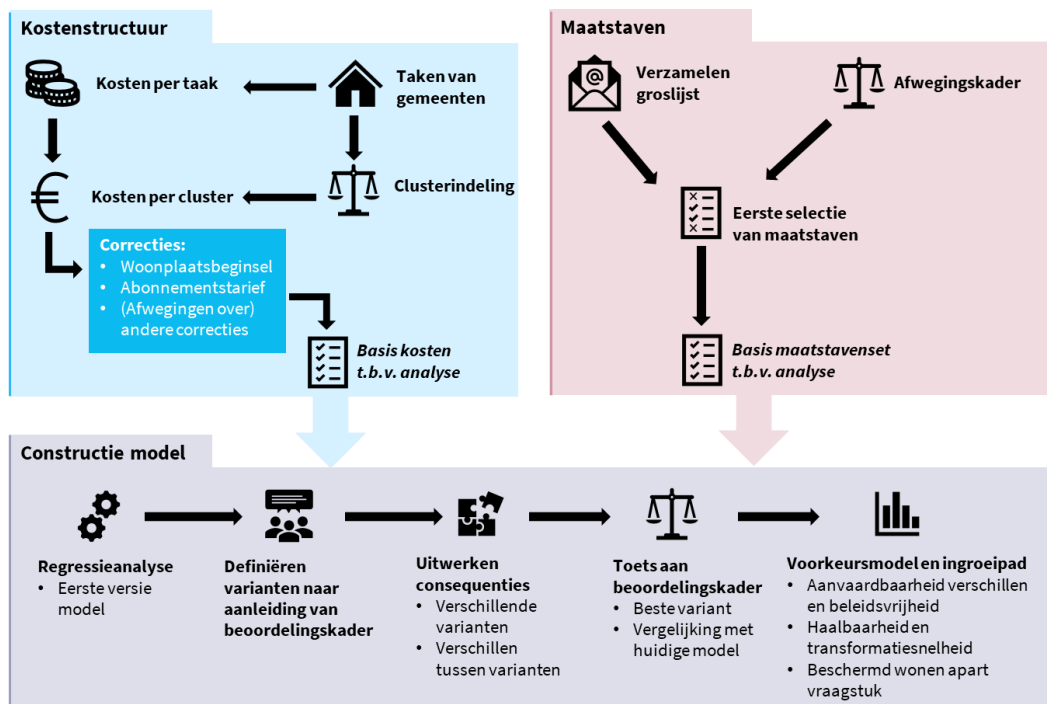 Kostenstructuur
Kosten per taak
Taken van
gemeenten
Kosten per cluster
Clusterindeling
Correcties:
• Woonplaatsbeginsel
• Abonnementstarief
• (Afwegingen over)
andere correcties
Basis kosten
t.b.v. analyse
Maatstaven
@
Verzamelen
groslijst
Afwegingskader
Eerste selectie
van maatstaven
Basis maatstavenset
t.b.v. analyse
Constructie model
Regressieanalyse
• Eerste versie
model
Definiëren
varianten naar
aanleiding van
beoordelingskader
Uitwerken
consequenties
• Verschillende
varianten
• Verschillen
tussen varianten
Toets aan
beoordelingskader
• Beste variant
• Vergelijking met
huidige model
Voorkeursmodel en ingroeipad
• Aanvaardbaarheid verschillen
en beleidsvrijheid
• Haalbaarheid en
transformatiesnelheid
• Beschermd wonen apart
vraagstuk